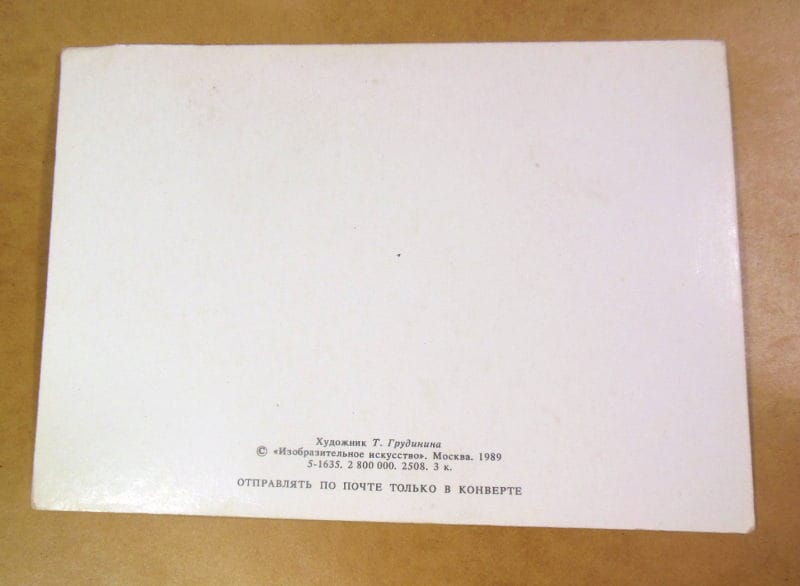 Художник Т. Грудинина
© «Изобразительное искусство». Москва. 1989
5-1635. 2 800 000. 2508. 3 к.
ОТПРАВЛЯТЬ ПО ПОЧТЕ ТОЛЬКО В КОНВЕРТЕ